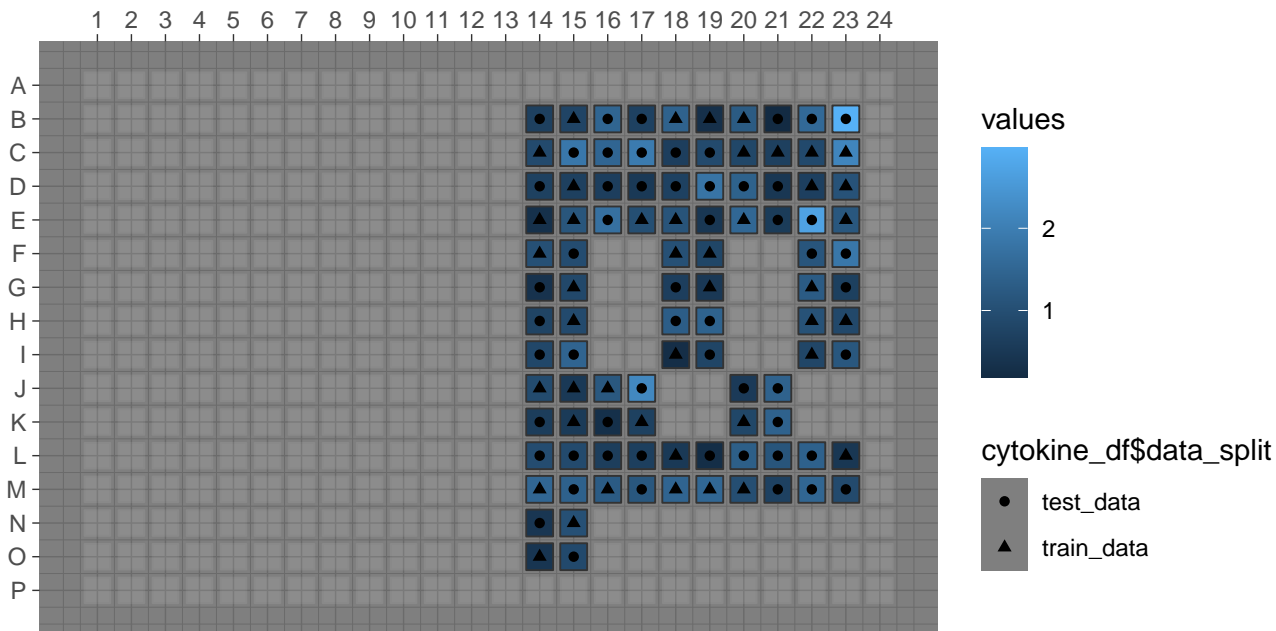 1 2 3 4 5 6 7 8 9 10 11 12 13 14 15 16 17 18 19 20 21 22 23 24
A
B
C
D
E
F
G
H
I
J
K
L
M
N
O
P
values
2
1
cytokine_df$data_split
test_data
train_data